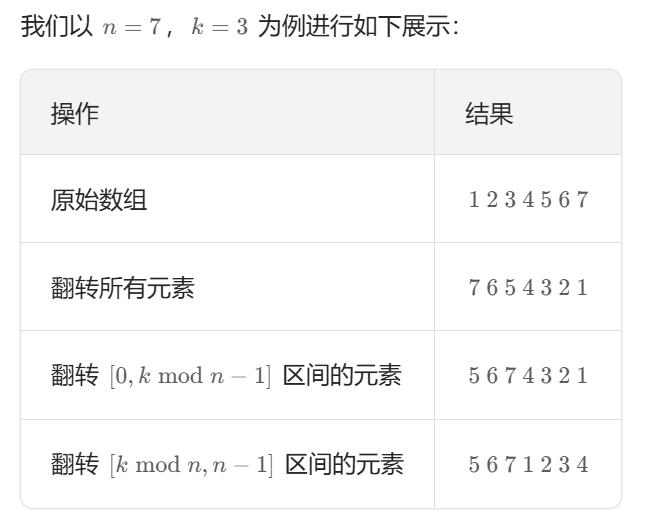 我们以 n = 7，k = 3 为例进行如下展示：
操作 结果
原始数组 1 2 3 4 5 6 7
翻转所有元素 7 6 5 4 3 2 1
翻转 [0, k mod n − 1] 区间的元素 5 6 7 4 3 2 1
翻转 [k mod n, n − 1] 区间的元素 5 6 7 1 2 3 4